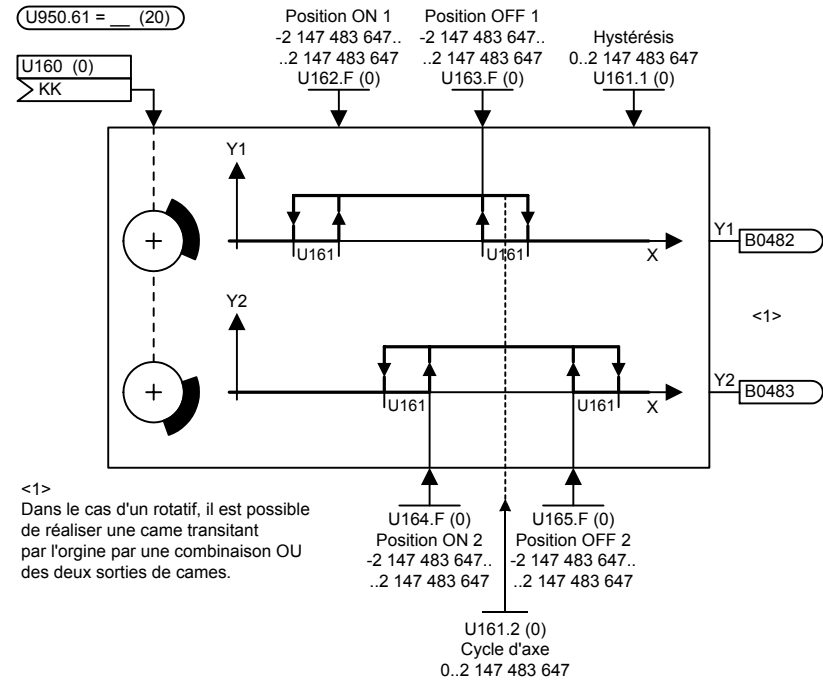 U950.61 = __ (20)
U160 (0)
KK
Position ON 1
-2 147 483 647..
..2 147 483 647
U162.F (0)
Position OFF 1
-2 147 483 647..
..2 147 483 647
U163.F (0)
Hystérésis
0..2 147 483 647
U161.1 (0)
Y1
U161
U161
X
Y1
B0482
<1>
Y2
U161
U161
X
Y2
B0483
<1>
Dans le cas d'un rotatif, il est possible
de réaliser une came transitant
par l'orgine par une combinaison OU
des deux sorties de cames.
U164.F (0)
Position ON 2
-2 147 483 647..
..2 147 483 647
U165.F (0)
Position OFF 2
-2 147 483 647..
..2 147 483 647
U161.2 (0)
Cycle d'axe
0..2 147 483 647